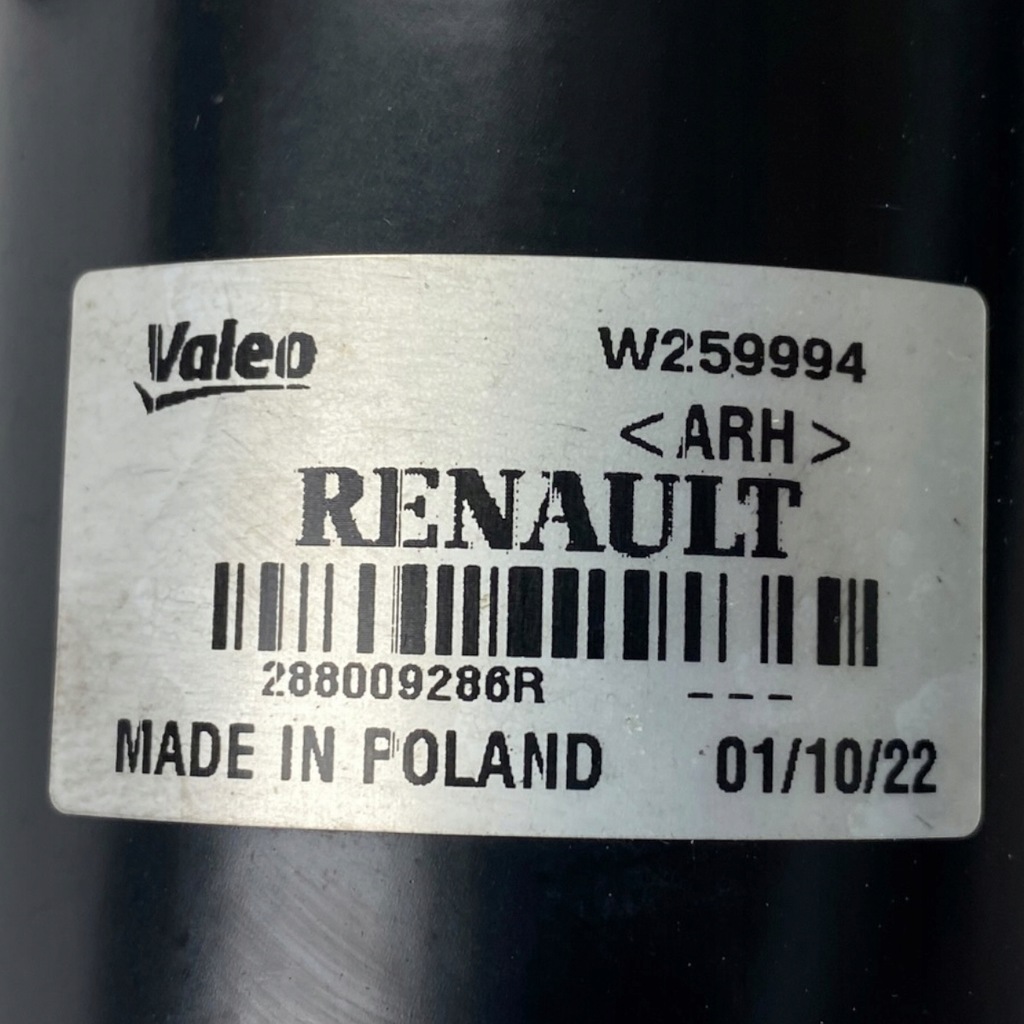 Valeo W259994
<ARH>
RENAULT
288009286R ---
MADE IN POLAND 01/10/22